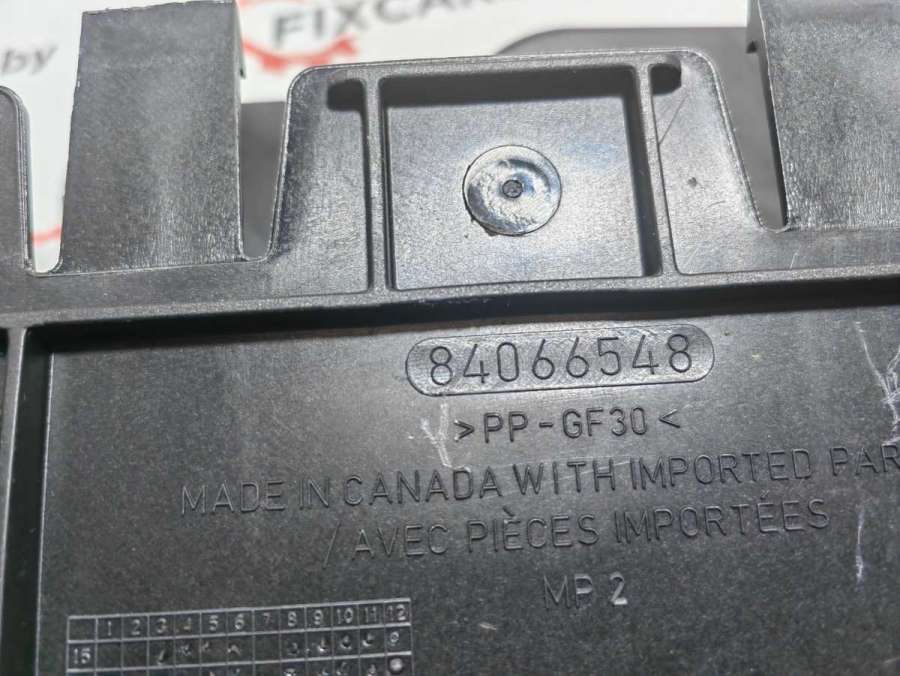 by
FIXCAR
84066548
>PP-GF30<
MADE IN CANADA WITH IMPORTED PAR
/AVEC PIÈCES IMPORTÉES
MP 2
1 2 3 4 5 6 7 8 9 10 11 12
15